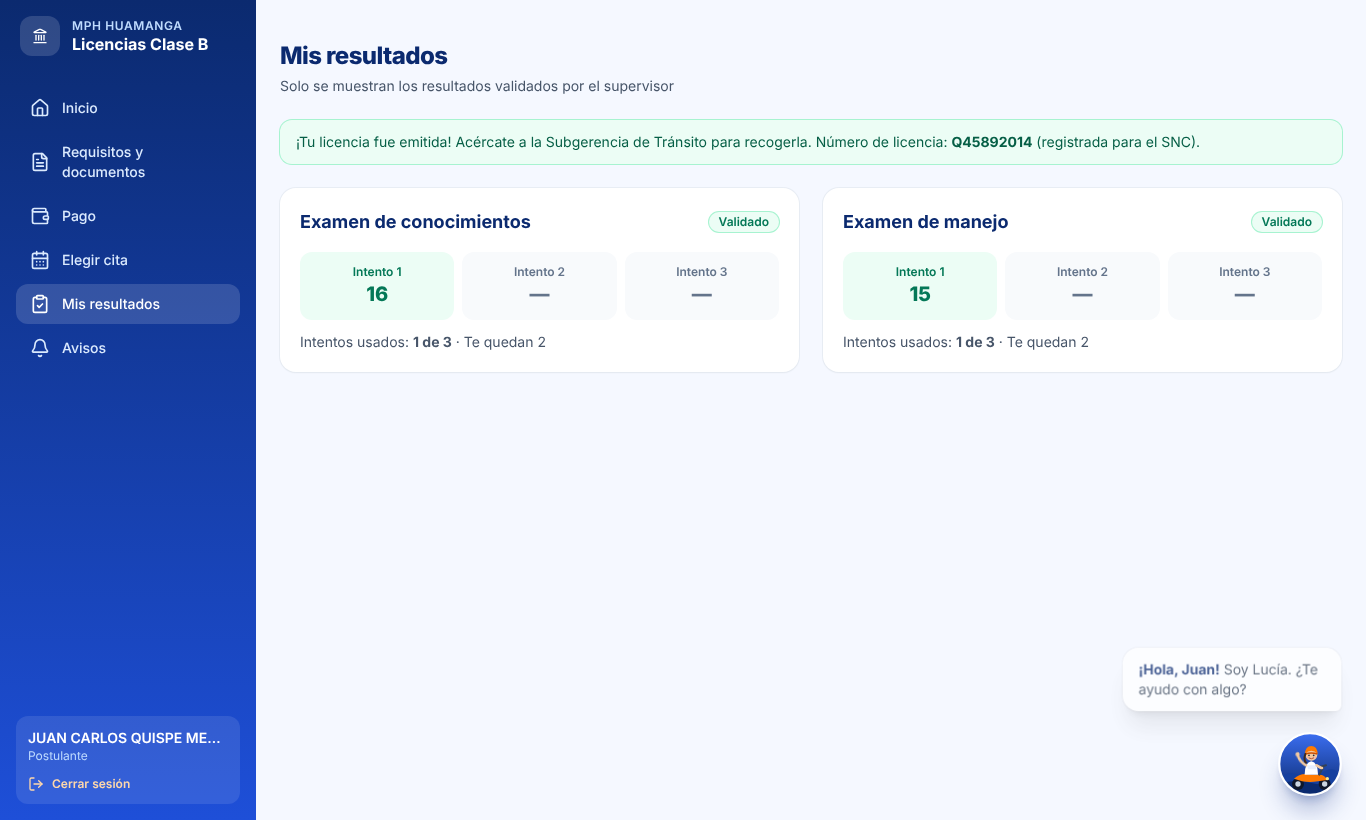 MPH HUAMANGA
Licencias Clase B
Inicio
Requisitos y
documentos
Pago
Elegir cita
Mis resultados
Avisos
JUAN CARLOS QUISPE ME...
Postulante
Cerrar sesión
Mis resultados
Solo se muestran los resultados validados por el supervisor
¡Tu licencia fue emitida! Acércate a la Subgerencia de Tránsito para recogerla. Número de licencia: Q45892014 (registrada para el SNC).
Examen de conocimientos
Validado
Intento 1
16
Intento 2
—
Intento 3
—
Intentos usados: 1 de 3 · Te quedan 2
Examen de manejo
Validado
Intento 1
15
Intento 2
—
Intento 3
—
Intentos usados: 1 de 3 · Te quedan 2
¡Hola, Juan! Soy Lucía. ¿Te
ayudo con algo?